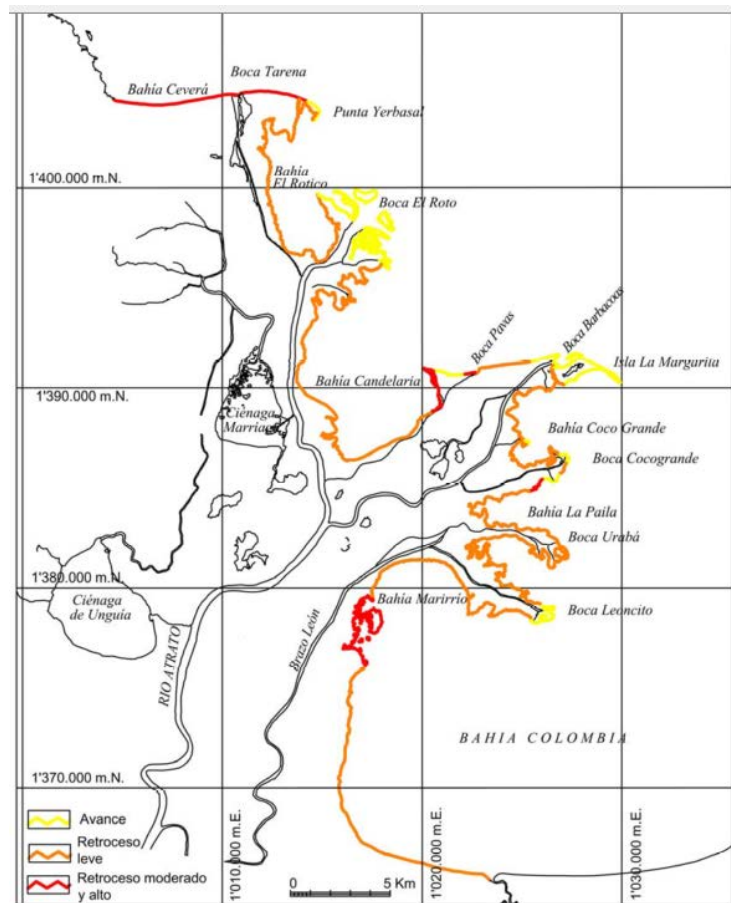 Boca Tarena
Bahía Ceverá
Punta Yerbasal
Bahía
El Rotico
1'400.000 m.N.
Boca El Roto
Boca Pavas
Boca Barbacoas
Isla La Margarita
Bahía Candelaria
1'390.000 m.N.
Ciénaga
Marriaga
Bahía Coco Grande
Boca Cocogrande
Bahía La Paila
Boca Urabá
1'380.000 m.N.
Ciénaga
de Unguía
Bahía Marirrío
Boca Leoncito
RIO ATRATO
Brazo León
BAHIA COLOMBIA
1'370.000 m.N.
Avance
Retroceso
leve
Retroceso moderado
y alto
1'010.000 m.E.
1'020.000 m.E.
1'030.000 m.E.
0 5 Km